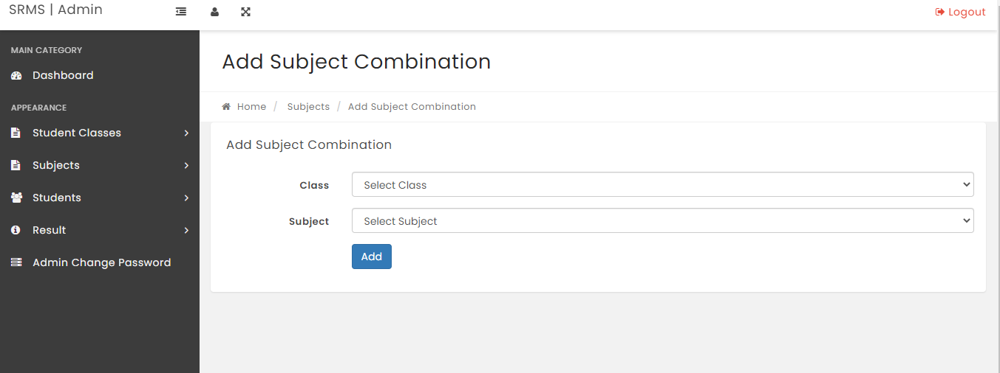 SRMS | Admin
Logout
MAIN CATEGORY
Dashboard
APPEARANCE
Student Classes
Subjects
Students
Result
Admin Change Password
Add Subject Combination
Home / Subjects / Add Subject Combination
Add Subject Combination
Class
Select Class
Subject
Select Subject
Add